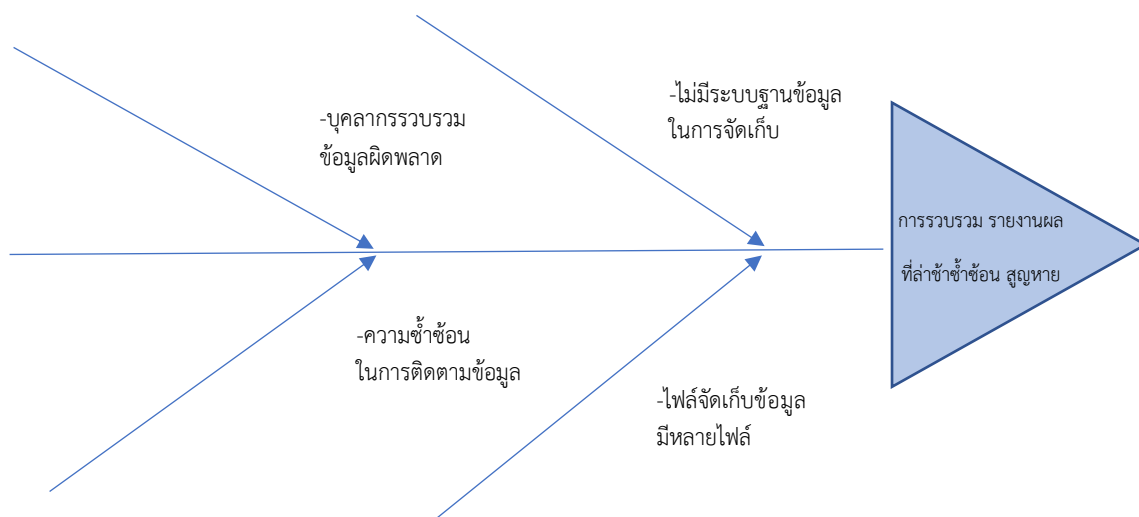 -บุคลากรรวบรวม
ข้อมูลผิดพลาด
-ไม่มีระบบฐานข้อมูล
ในการจัดเก็บ
การรวบรวม รายงานผล
ที่ล่าช้าซ้ำซ้อน สูญหาย
-ความซ้ำซ้อน
ในการติดตามข้อมูล
-ไฟล์จัดเก็บข้อมูล
มีหลายไฟล์